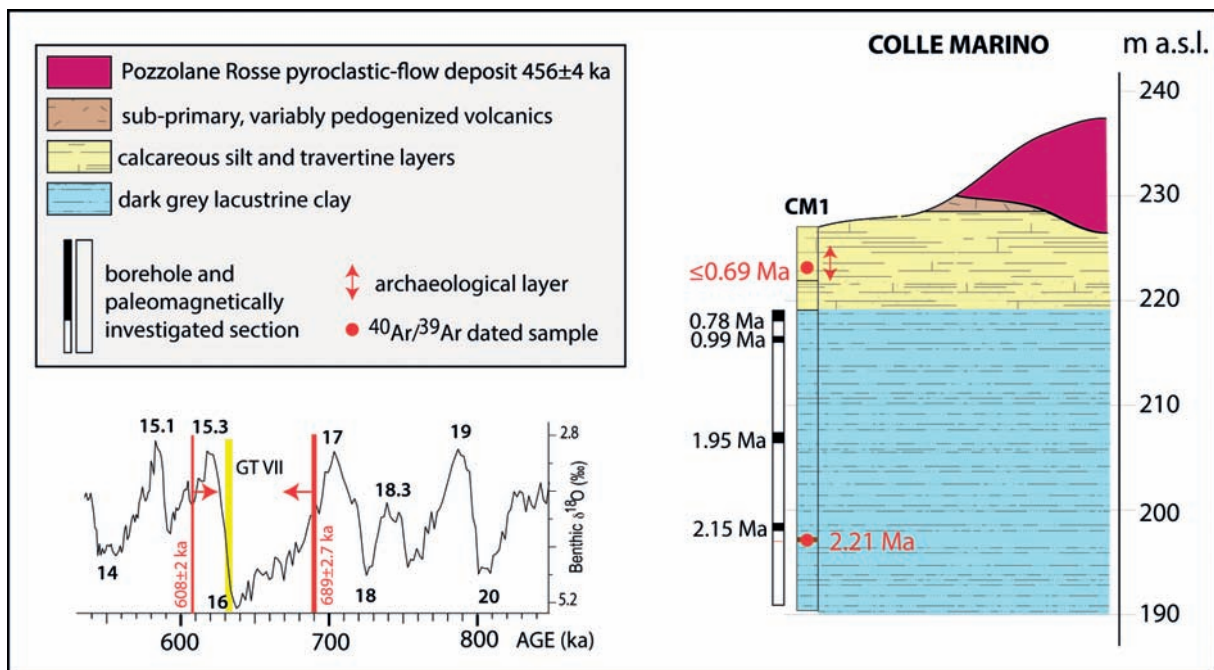 Pozzolane Rosse pyroclastic-flow deposit 456±4 ka
sub-primary, variably pedogenized volcanics
calcareous silt and travertine layers
dark grey lacustrine clay
borehole and
paleomagnetically
investigated section
archaeological layer
40Ar/39Ar dated sample
COLLE MARINO
m a.s.l.
240
230
220
210
200
190
CM1
≤0.69 Ma
0.78 Ma
0.99 Ma
1.95 Ma
2.15 Ma
2.21 Ma
15.1
15.3
17
19
GT VII
18.3
14
16
18
20
608±2 ka
689±2.7 ka
2.8
Benthic δ18O (‰)
5.2
600
700
800
AGE (ka)